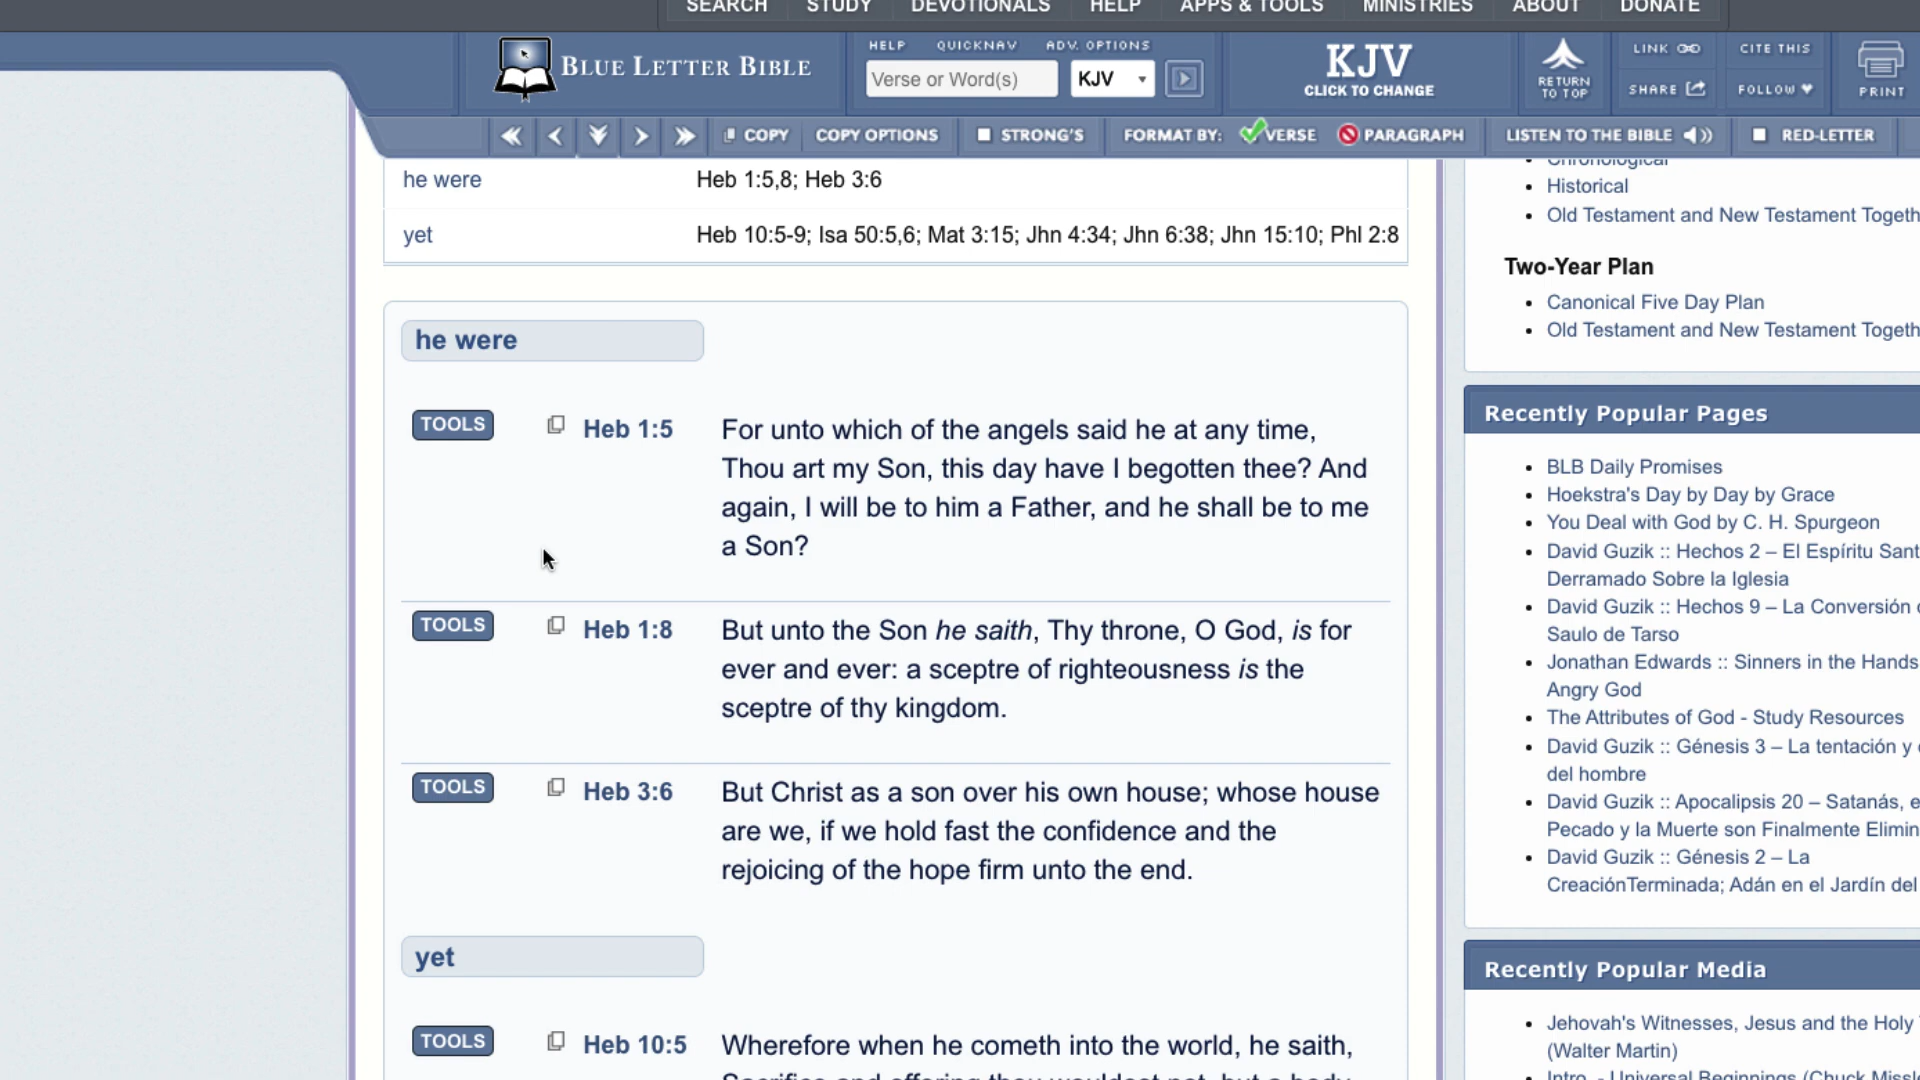 SEARCH STUDY DEVOTIONALS HELP APPS & TOOLS MINISTRIES ABOUT DONATE
BLUE LETTER BIBLE
HELP QUICKNAV ADV. OPTIONS
Verse or Word(s) KJV
KJV
CLICK TO CHANGE
RETURN
TO TOP
LINK
SHARE
CITE THIS
FOLLOW
PRINT
COPY COPY OPTIONS STRONG'S FORMAT BY: VERSE PARAGRAPH LISTEN TO THE BIBLE RED-LETTER
he were Heb 1:5,8; Heb 3:6
yet Heb 10:5-9; Isa 50:5,6; Mat 3:15; Jhn 4:34; Jhn 6:38; Jhn 15:10; Phl 2:8
he were
TOOLS Heb 1:5 For unto which of the angels said he at any time,
Thou art my Son, this day have I begotten thee? And
again, I will be to him a Father, and he shall be to me
a Son?
TOOLS Heb 1:8 But unto the Son he saith, Thy throne, O God, is for
ever and ever: a sceptre of righteousness is the
sceptre of thy kingdom.
TOOLS Heb 3:6 But Christ as a son over his own house; whose house
are we, if we hold fast the confidence and the
rejoicing of the hope firm unto the end.
yet
TOOLS Heb 10:5 Wherefore when he cometh into the world, he saith,
Sacrifice and offering thou wouldest not, but a body
Chronological
Historical
Old Testament and New Testament Togeth
Two-Year Plan
Canonical Five Day Plan
Old Testament and New Testament Togeth
Recently Popular Pages
BLB Daily Promises
Hoekstra's Day by Day by Grace
You Deal with God by C. H. Spurgeon
David Guzik :: Hechos 2 – El Espíritu Sant
Derramado Sobre la Iglesia
David Guzik :: Hechos 9 – La Conversión
Saulo de Tarso
Jonathan Edwards :: Sinners in the Hands
Angry God
The Attributes of God - Study Resources
David Guzik :: Génesis 3 – La tentación y
del hombre
David Guzik :: Apocalipsis 20 – Satanás, e
Pecado y la Muerte son Finalmente Elimin
David Guzik :: Génesis 2 – La
CreaciónTerminada; Adán en el Jardín del
Recently Popular Media
Jehovah's Witnesses, Jesus and the Holy
(Walter Martin)
Intro. - Universal Beginnings (Chuck Missl